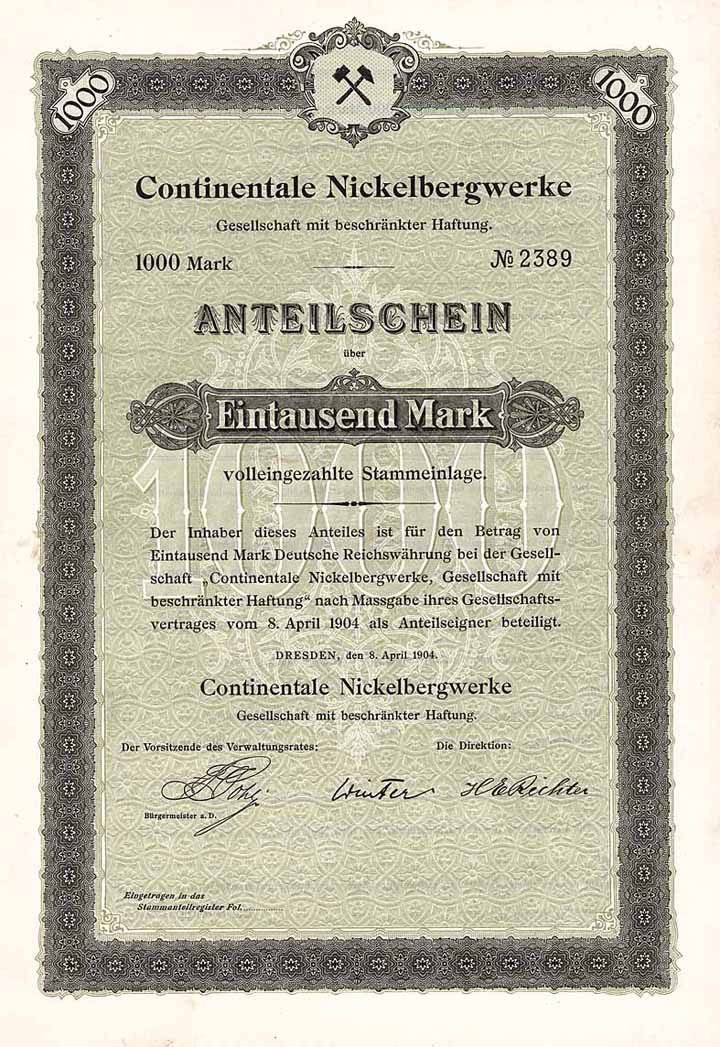 1000
1000
Continentale Nickelbergwerke
Gesellschaft mit beschränkter Haftung.
1000 Mark № 2389
ANTEILSCHEIN
über
Eintausend Mark
volleingezahlte Stammeinlage.
1000
Der Inhaber dieses Anteiles ist für den Betrag von
Eintausend Mark Deutsche Reichswährung bei der Gesell-
schaft „Continentale Nickelbergwerke, Gesellschaft mit
beschränkter Haftung“ nach Massgabe ihres Gesellschafts-
vertrages vom 8. April 1904 als Anteilseigner beteiligt.
DRESDEN, den 8. April 1904.
Continentale Nickelbergwerke
Gesellschaft mit beschränkter Haftung.
Der Vorsitzende des Verwaltungsrates: Die Direktion:
Winter H E Richter
Bürgermeister a. D.
Eingetragen in das
Stammanteilregister Fol.............